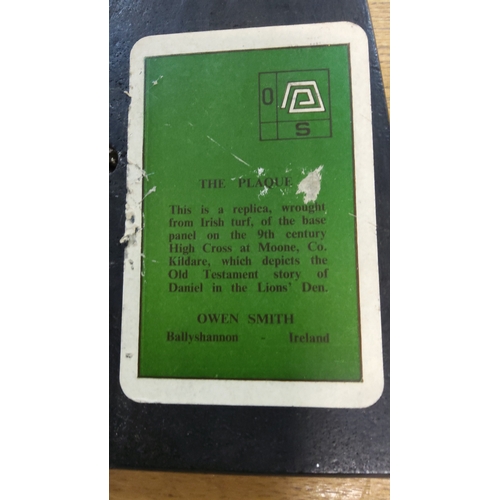 O
S
THE PLAQUE
This is a replica, wrought
from Irish turf, of the base
panel on the 9th century
High Cross at Moone, Co.
Kildare, which depicts the
Old Testament story of
Daniel in the Lions' Den.
OWEN SMITH
Ballyshannon - Ireland